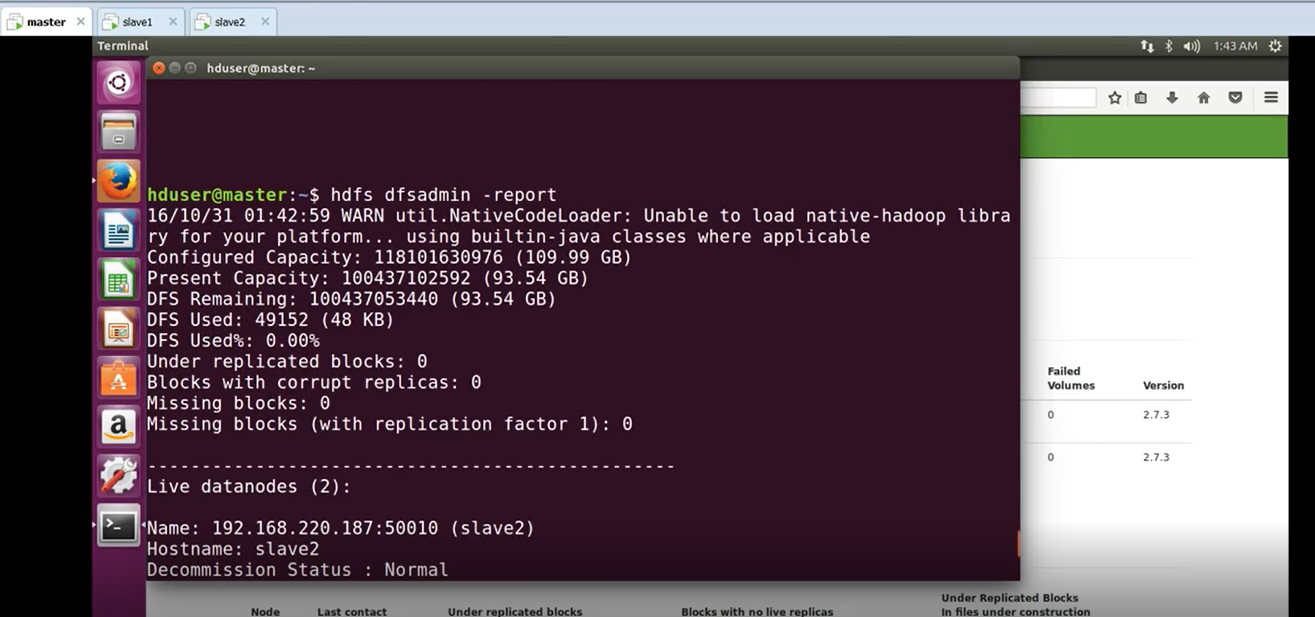 master
slave1
slave2
Terminal
1:43 AM
hduser@master: ~
hduser@master:~$ hdfs dfsadmin -report
16/10/31 01:42:59 WARN util.NativeCodeLoader: Unable to load native-hadoop libra
ry for your platform... using builtin-java classes where applicable
Configured Capacity: 118101630976 (109.99 GB)
Present Capacity: 100437102592 (93.54 GB)
DFS Remaining: 100437053440 (93.54 GB)
DFS Used: 49152 (48 KB)
DFS Used%: 0.00%
Under replicated blocks: 0
Blocks with corrupt replicas: 0
Missing blocks: 0
Missing blocks (with replication factor 1): 0
-------------------------------------------------
Live datanodes (2):
Name: 192.168.220.187:50010 (slave2)
Hostname: slave2
Decommission Status : Normal
Failed
Volumes
Version
0
2.7.3
0
2.7.3
Node
Last contact
Under replicated blocks
Blocks with no live replicas
Under Replicated Blocks
In files under construction